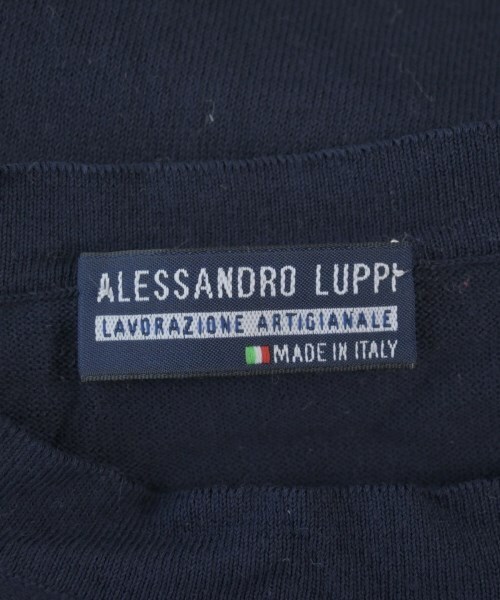 ALESSANDRO LUPPI
LAVORAZIONE ARTIGIANALE
MADE IN ITALY